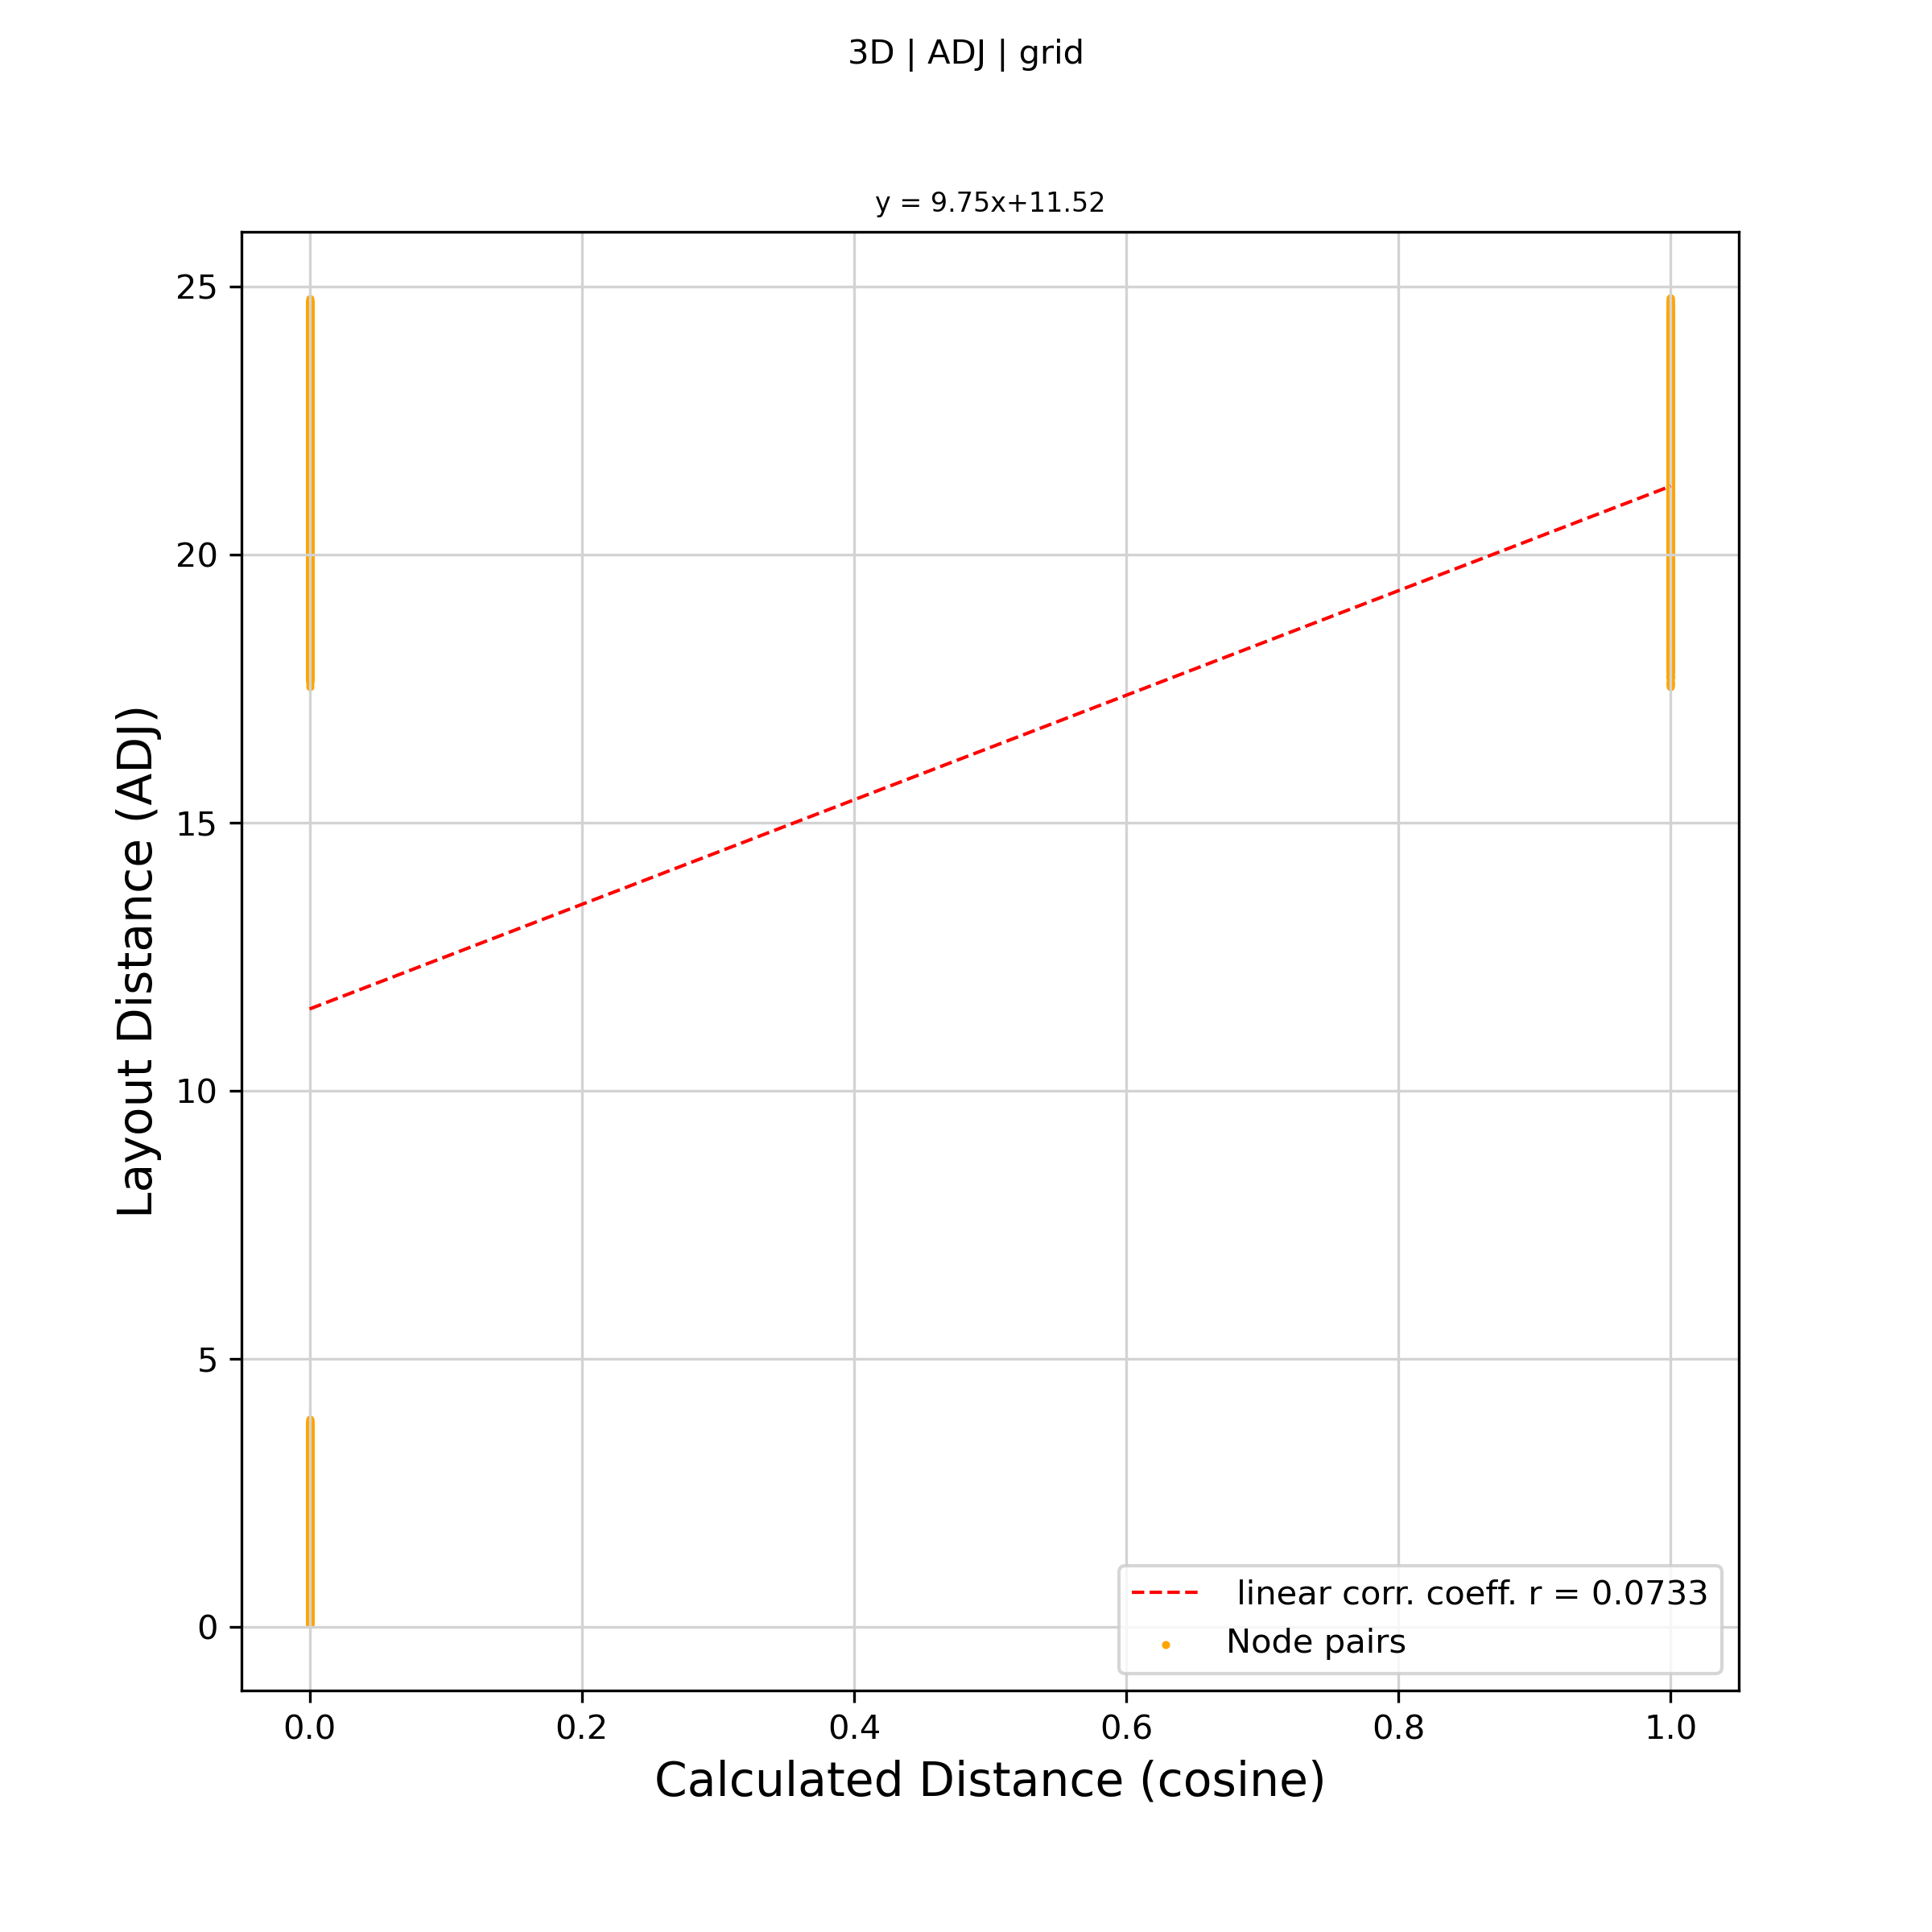 3D | ADJ | grid
y = 9.75x+11.52
25
20
15
10
5
0
Layout Distance (ADJ)
linear corr. coeff. r = 0.0733
Node pairs
0.0 0.2 0.4 0.6 0.8 1.0
Calculated Distance (cosine)